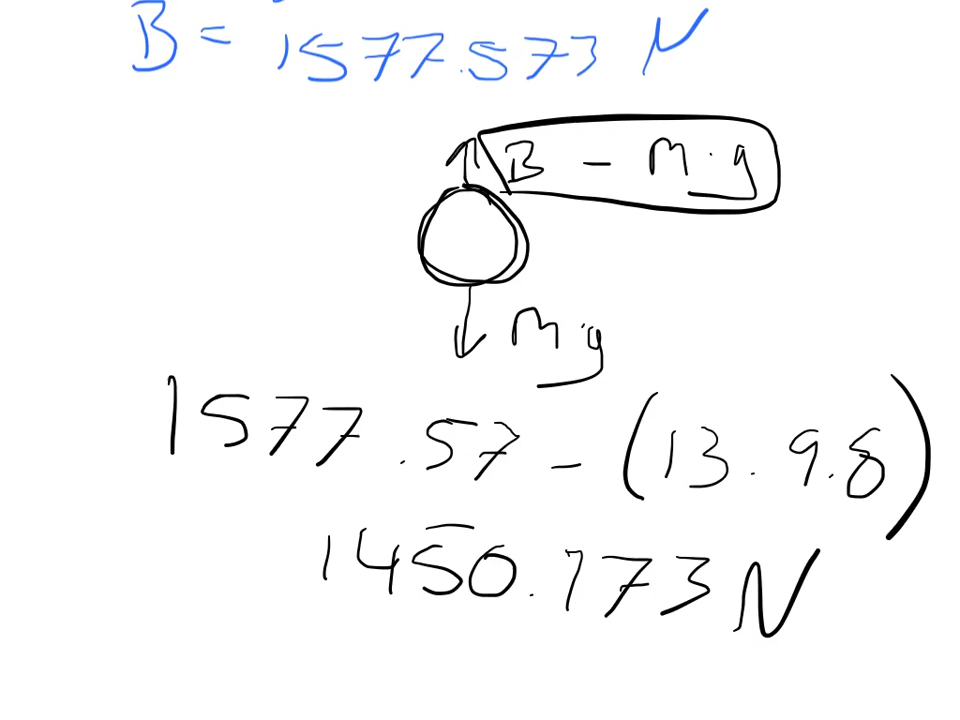 B = 1577.573 N
B - m.g
m.g
1577.57 - (13. 9.8)
1450.173 N